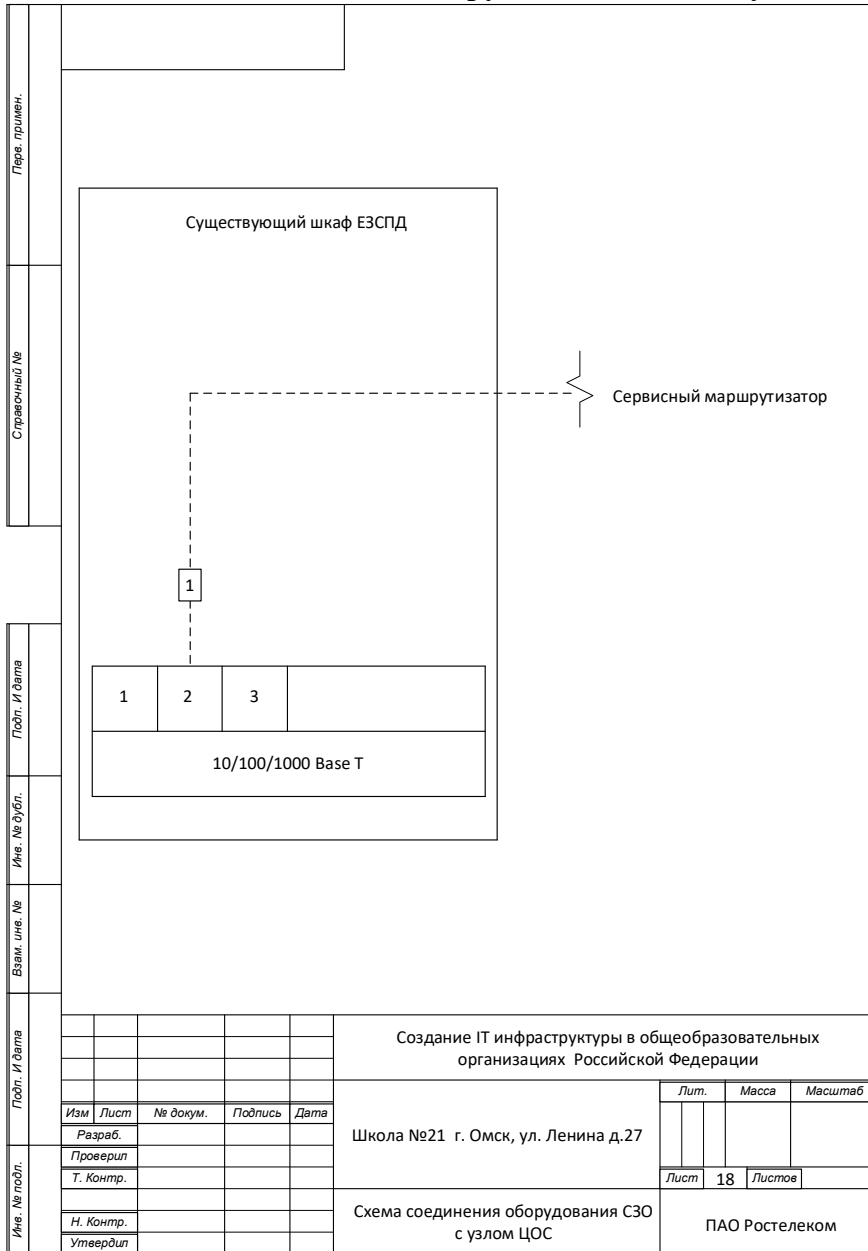 Перв. примен.
Справочный №
Подп. И дата
Инв. № дубл.
Взам. инв. №
Подп. И дата
Инв. № подл.
Существующий шкаф ЕЗСПД
Сервисный маршрутизатор
1
1 2 3
10/100/1000 Base T
Создание IT инфраструктуры в общеобразовательных
организациях Российской Федерации
Изм Лист № докум. Подпись Дата
Разраб.
Проверил
Т. Контр.
Н. Контр.
Утвердил
Школа №21 г. Омск, ул. Ленина д.27
Лит. Масса Масштаб
Лист 18 Листов
Схема соединения оборудования СЗО
с узлом ЦОС
ПАО Ростелеком